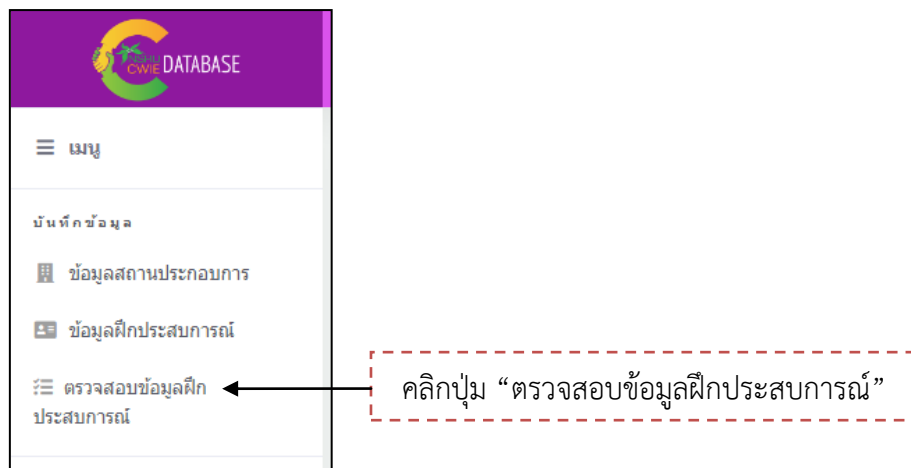 NSHU
CWIE DATABASE
เมนู
บันทึกข้อมูล
ข้อมูลสถานประกอบการ
ข้อมูลฝึกประสบการณ์
ตรวจสอบข้อมูลฝึก
ประสบการณ์
คลิกปุ่ม “ตรวจสอบข้อมูลฝึกประสบการณ์”